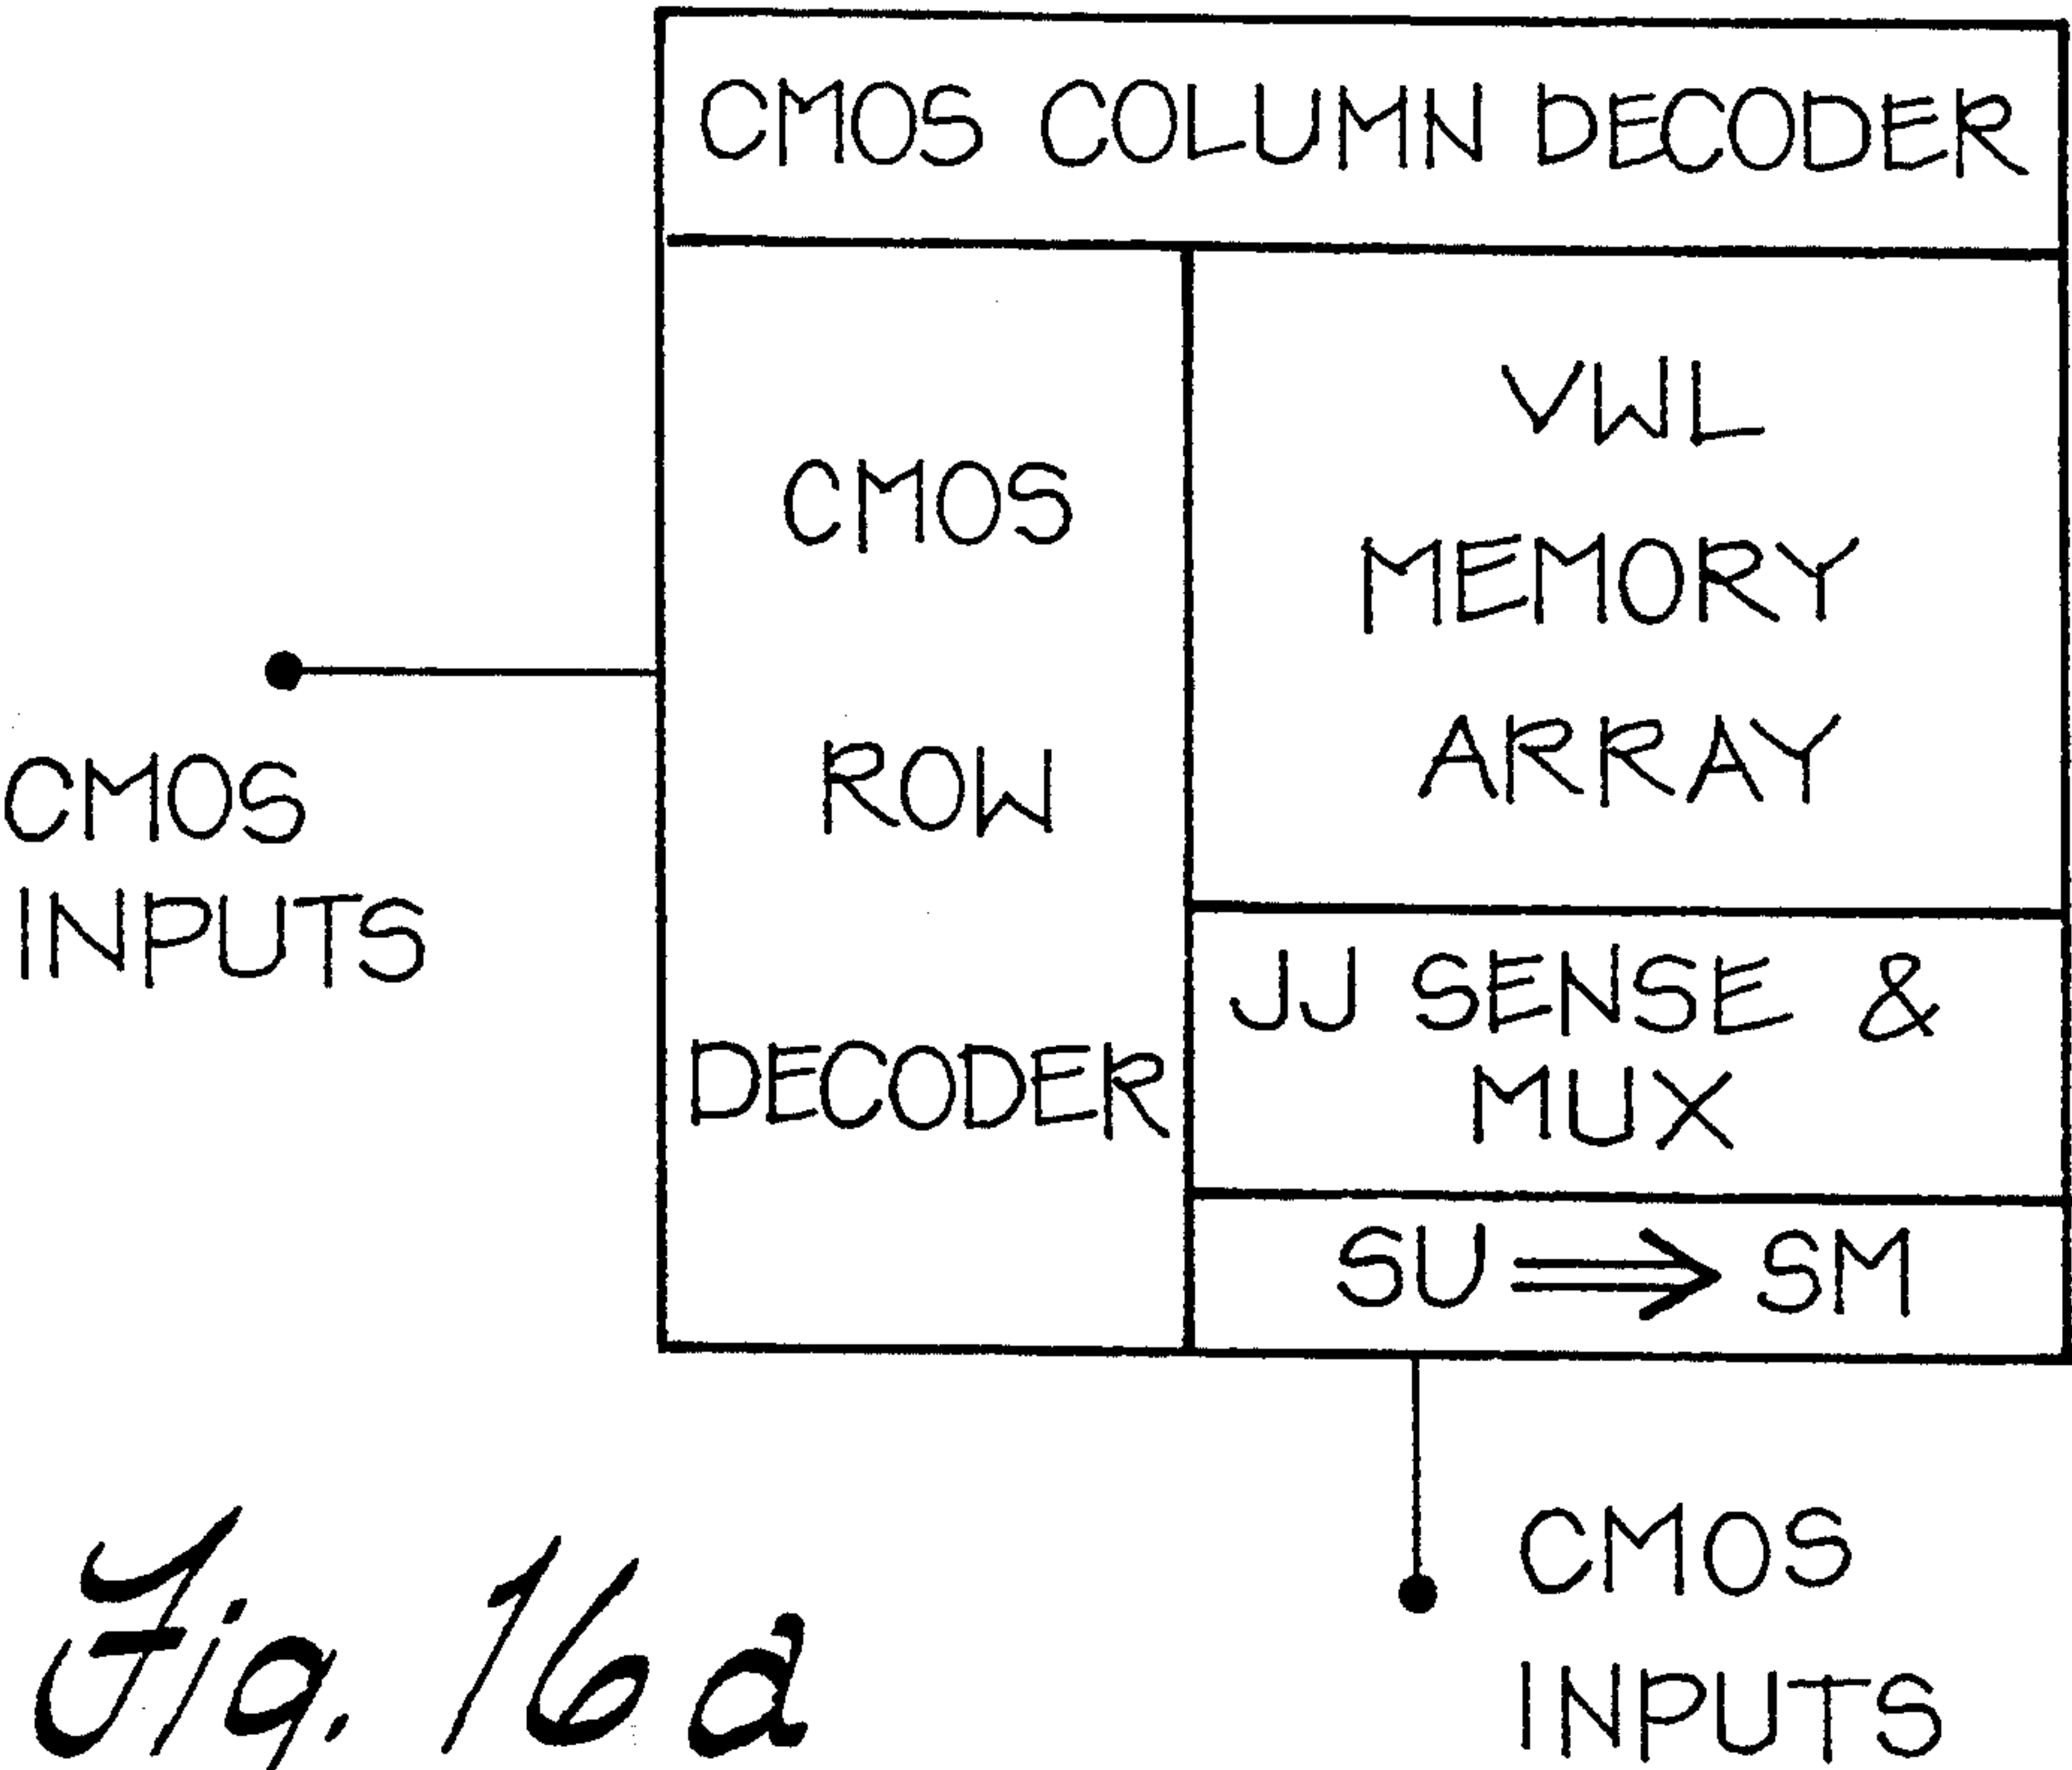 CMOS COLUMN DECODER
CMOS
ROW
DECODER
VWL
MEMORY
ARRAY
JJ SENSE &
MUX
SU ⇒ SM
CMOS
INPUTS
CMOS
INPUTS
Fig. 16a